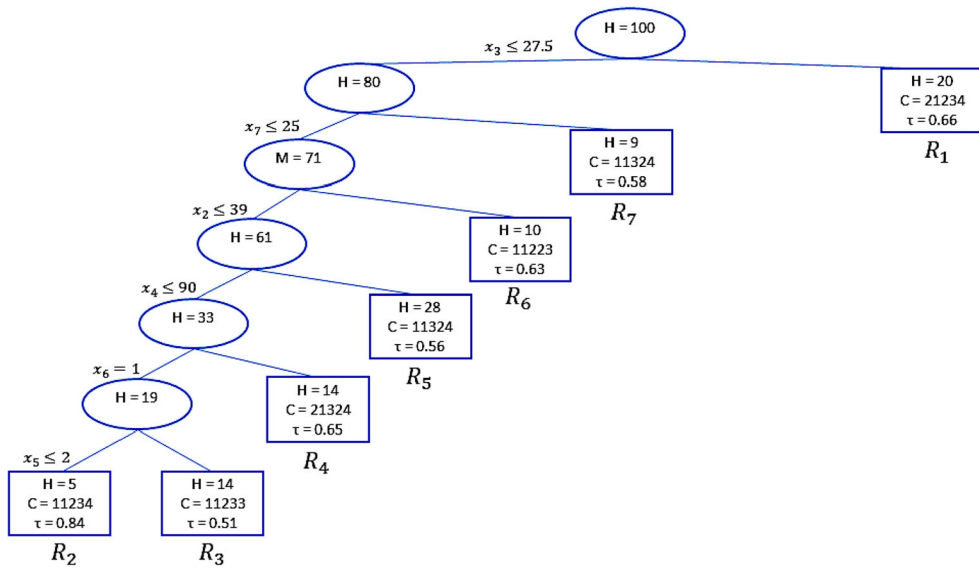 H = 100
x₃ ≤ 27.5
H = 80
H = 20
C = 21234
τ = 0.66
R₁
x₇ ≤ 25
M = 71
H = 9
C = 11324
τ = 0.58
R₇
x₂ ≤ 39
H = 61
H = 10
C = 11223
τ = 0.63
R₆
x₄ ≤ 90
H = 33
H = 28
C = 11324
τ = 0.56
R₅
x₆ = 1
H = 19
H = 14
C = 21324
τ = 0.65
R₄
x₅ ≤ 2
H = 5
C = 11234
τ = 0.84
R₂
H = 14
C = 11233
τ = 0.51
R₃